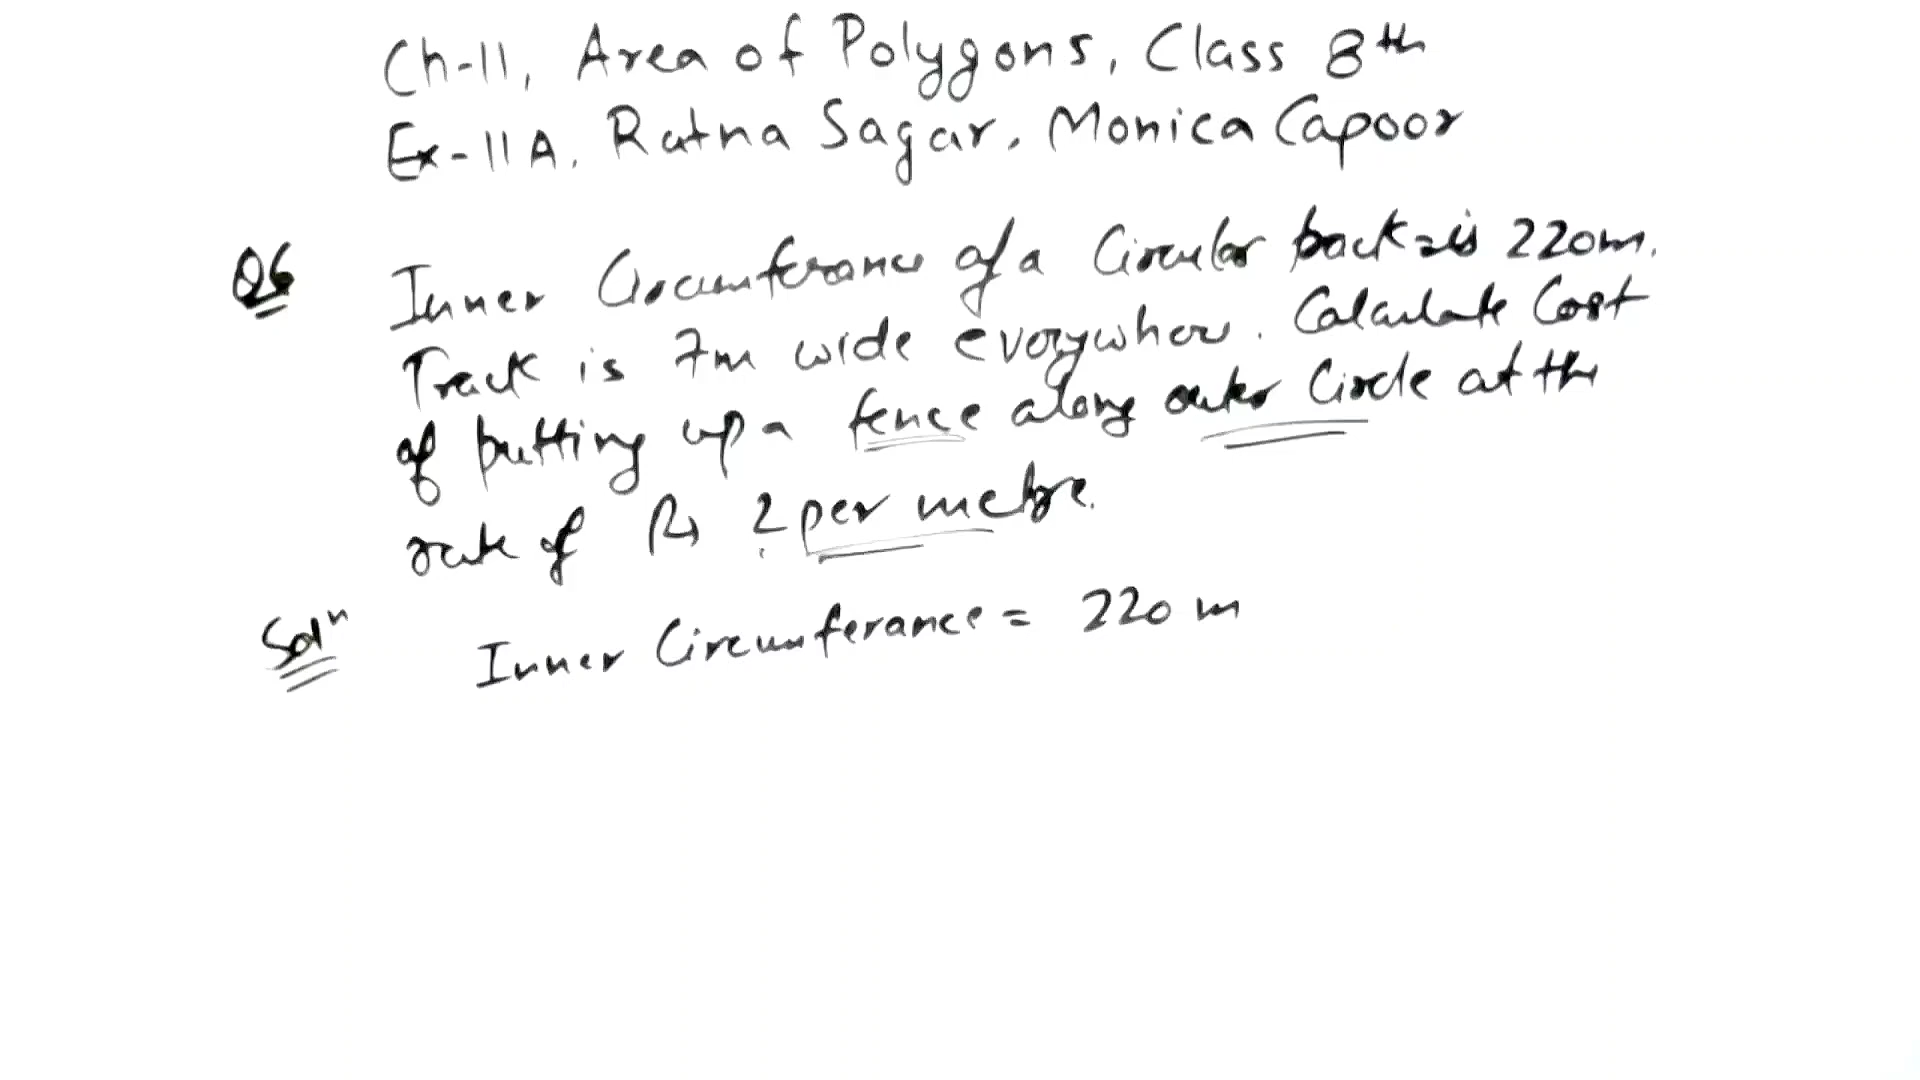 Ch-11, Area of Polygons, Class 8th
Ex-11A, Ratna Sagar, Monica Capoor
Q6 Inner Circumferance of a Circular track is 220m.
Track is 7m wide everywhere. Calculate Cost
of putting up a fence along outer Circle at the
rate of Rs 2 per metre.
Soln Inner Circumferance = 220 m